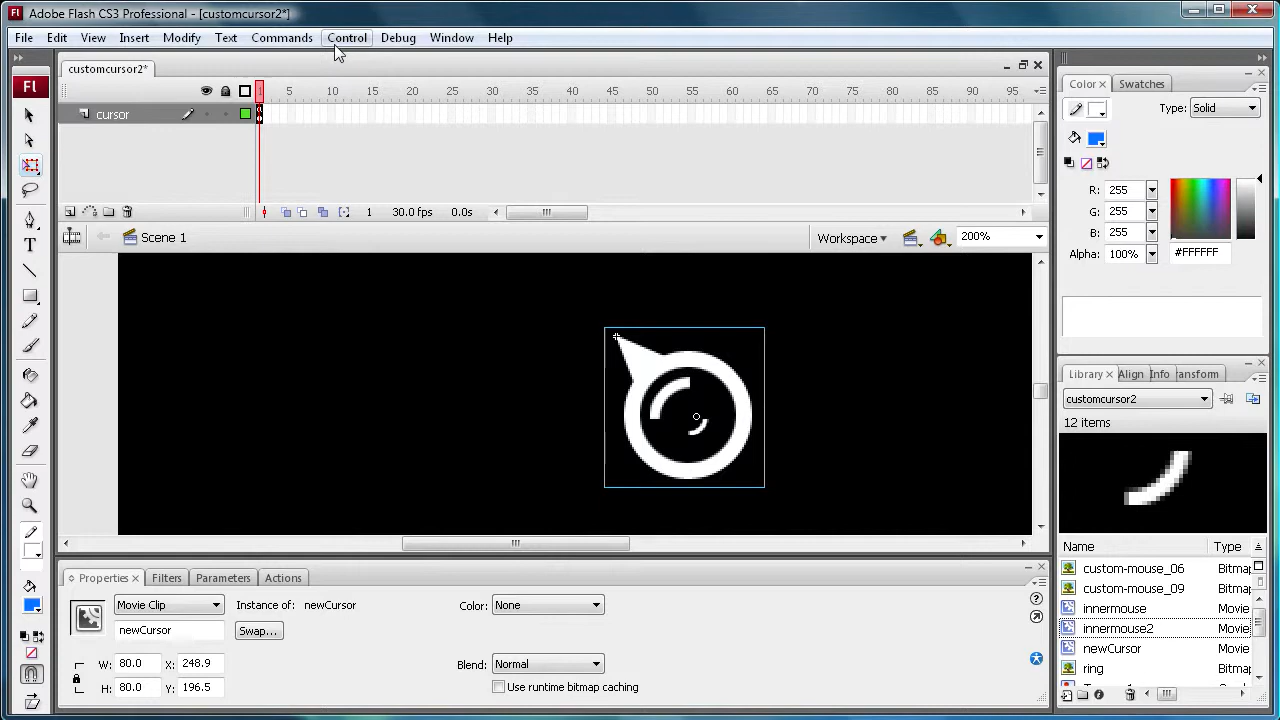 Adobe Flash CS3 Professional - [customcursor2*]
File Edit View Insert Modify Text Commands Control Debug Window Help
customcursor2*
1 5 10 15 20 25 30 35 40 45 50 55 60 65 70 75 80 85 90 95
cursor
1 30.0 fps 0.0s
Scene 1 Workspace 200%
Fl
T
Color Swatches
Type: Solid
R: 255
G: 255
B: 255
Alpha: 100% #FFFFFF
Library Align Info ransform
customcursor2
12 items
Name Type
custom-mouse_06 Bitmap
custom-mouse_09 Bitmap
innermouse Movie
innermouse2 Movie
newCursor Movie
ring Bitmap
Properties Filters Parameters Actions
Movie Clip Instance of: newCursor Color: None
newCursor Swap...
W: 80.0 X: 248.9 Blend: Normal
H: 80.0 Y: 196.5 Use runtime bitmap caching